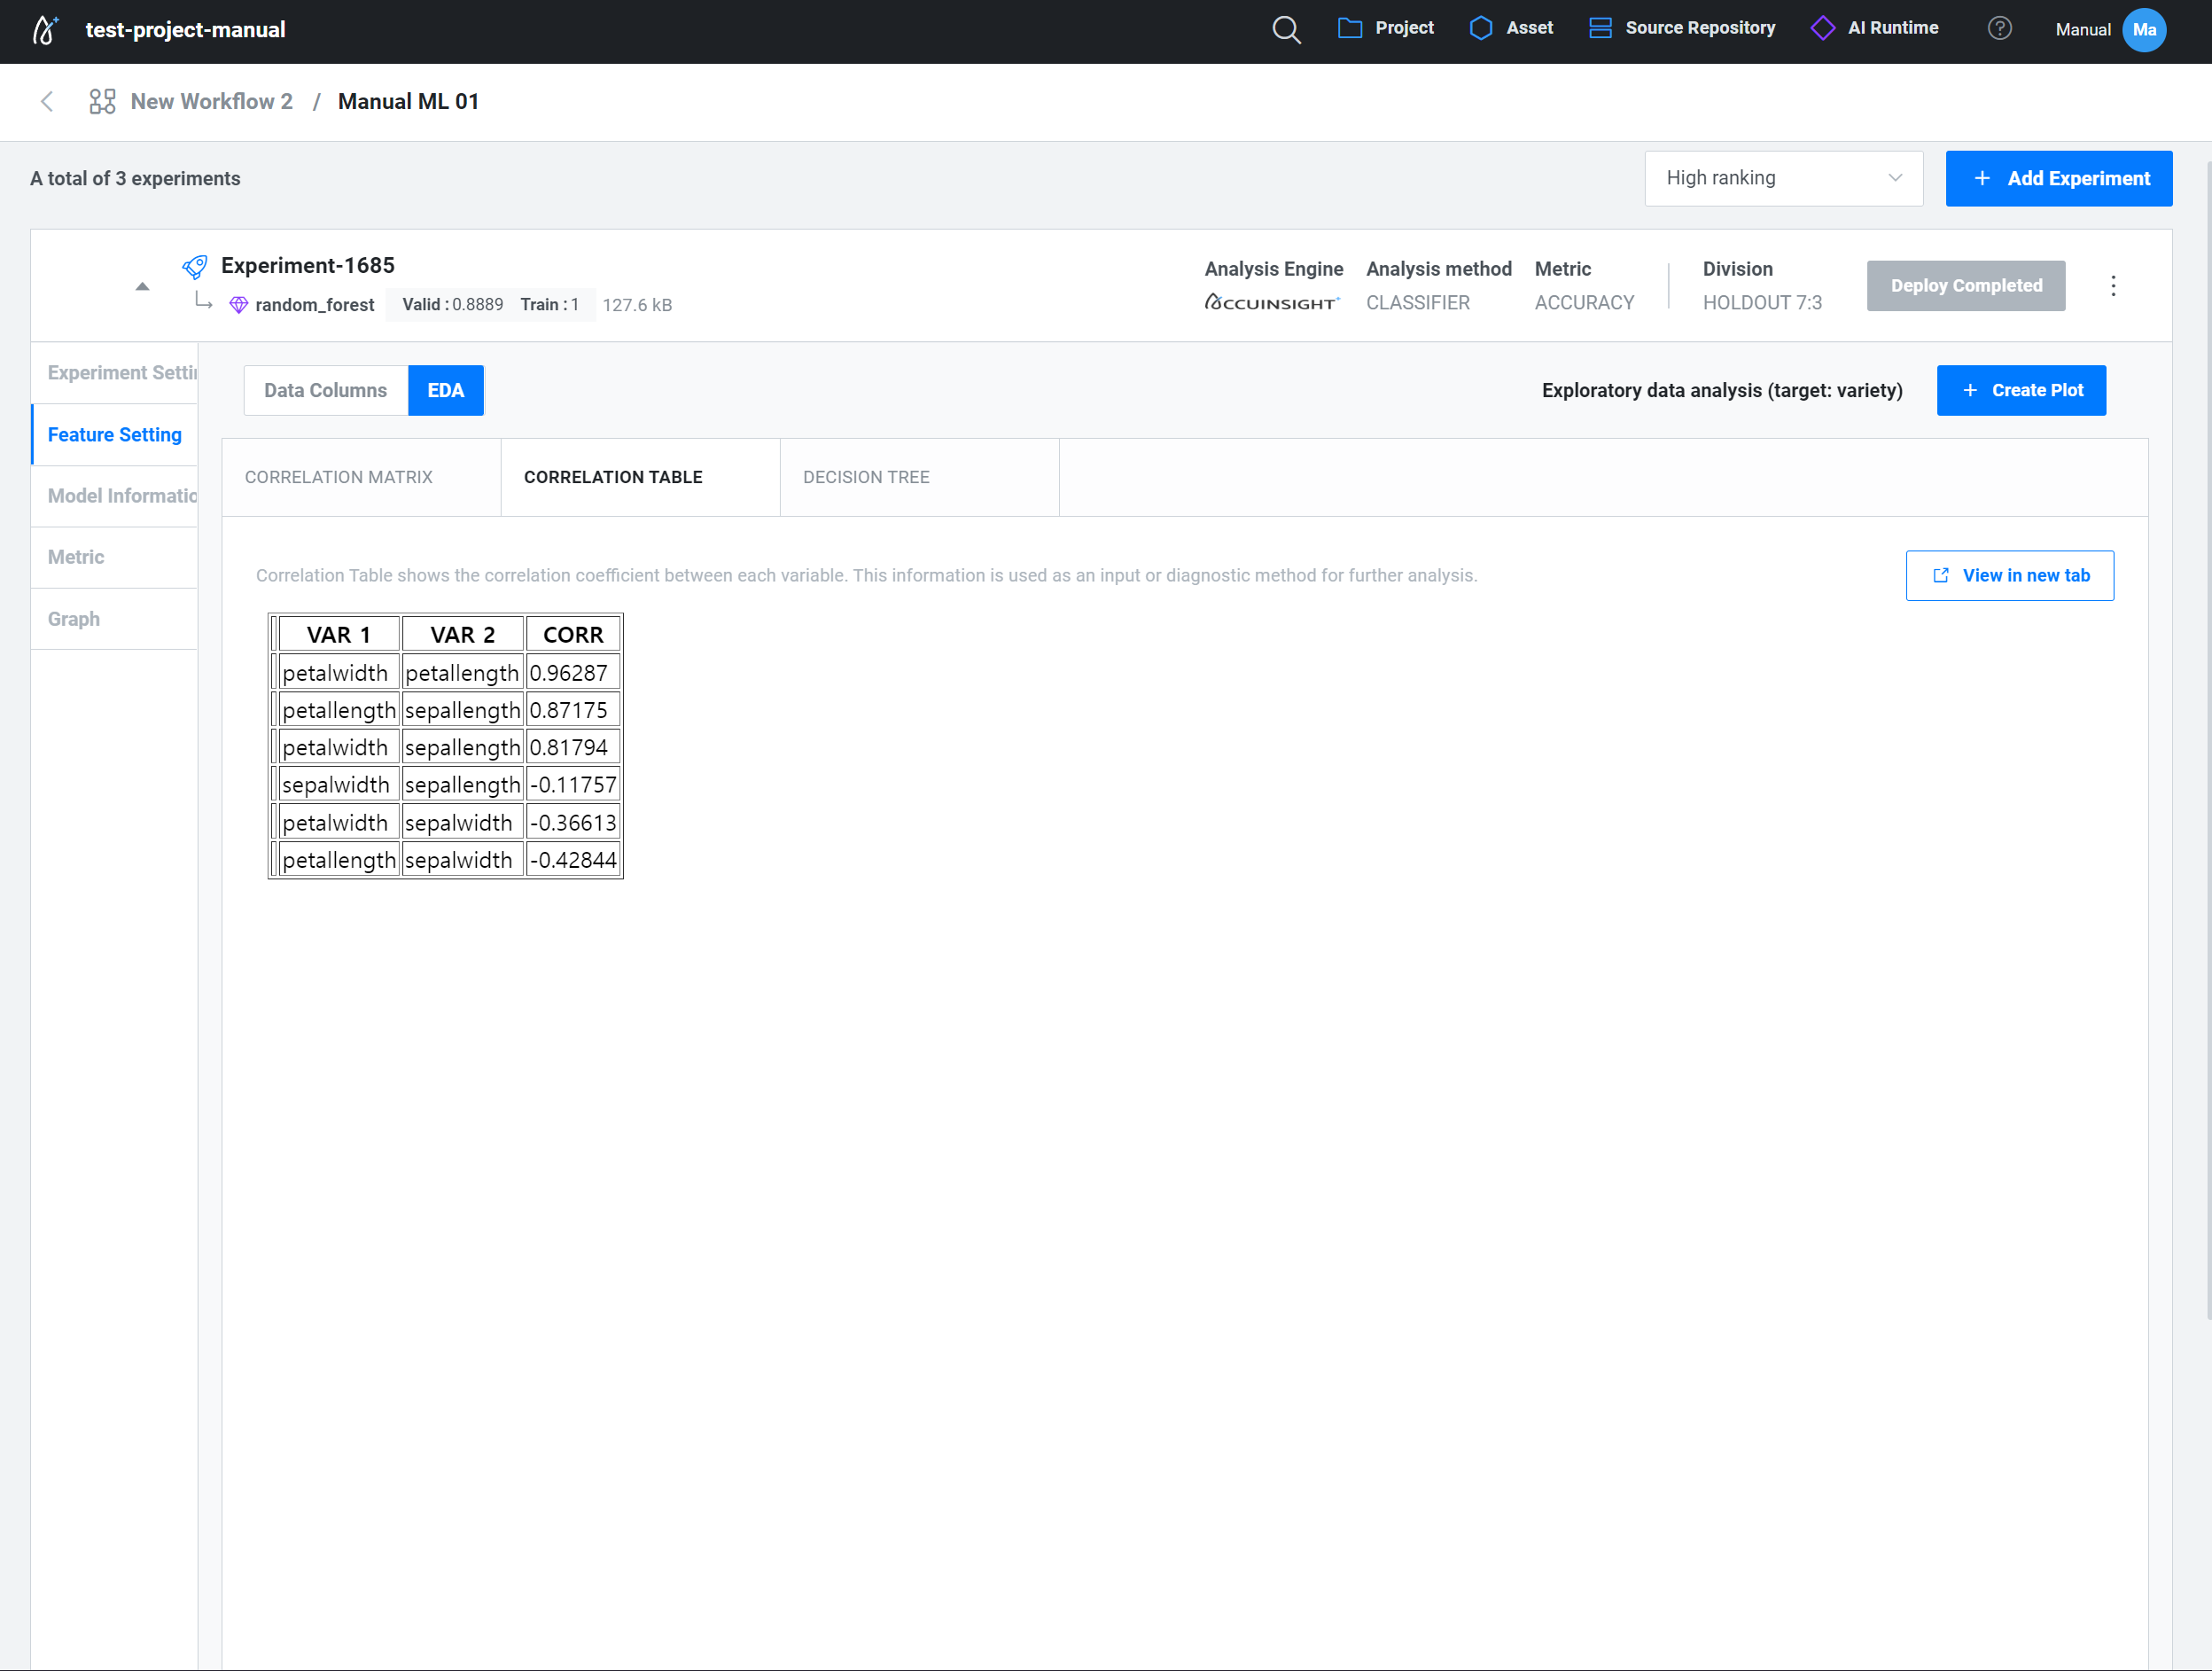 test-project-manual
Project
Asset
Source Repository
AI Runtime
?
Manual
Ma
New Workflow 2 / Manual ML 01
A total of 3 experiments
High ranking
+ Add Experiment
Experiment-1685
random_forest
Valid : 0.8889 Train : 1
127.6 kB
Analysis Engine
ACCUINSIGHT+
Analysis method
CLASSIFIER
Metric
ACCURACY
Division
HOLDOUT 7:3
Deploy Completed
Experiment Settin
Feature Setting
Model Informatio
Metric
Graph
Data Columns
EDA
Exploratory data analysis (target: variety)
+ Create Plot
CORRELATION MATRIX
CORRELATION TABLE
DECISION TREE
Correlation Table shows the correlation coefficient between each variable. This information is used as an input or diagnostic method for further analysis.
View in new tab
VAR 1 VAR 2 CORR
petalwidth petallength 0.96287
petallength sepallength 0.87175
petalwidth sepallength 0.81794
sepalwidth sepallength -0.11757
petalwidth sepalwidth -0.36613
petallength sepalwidth -0.42844